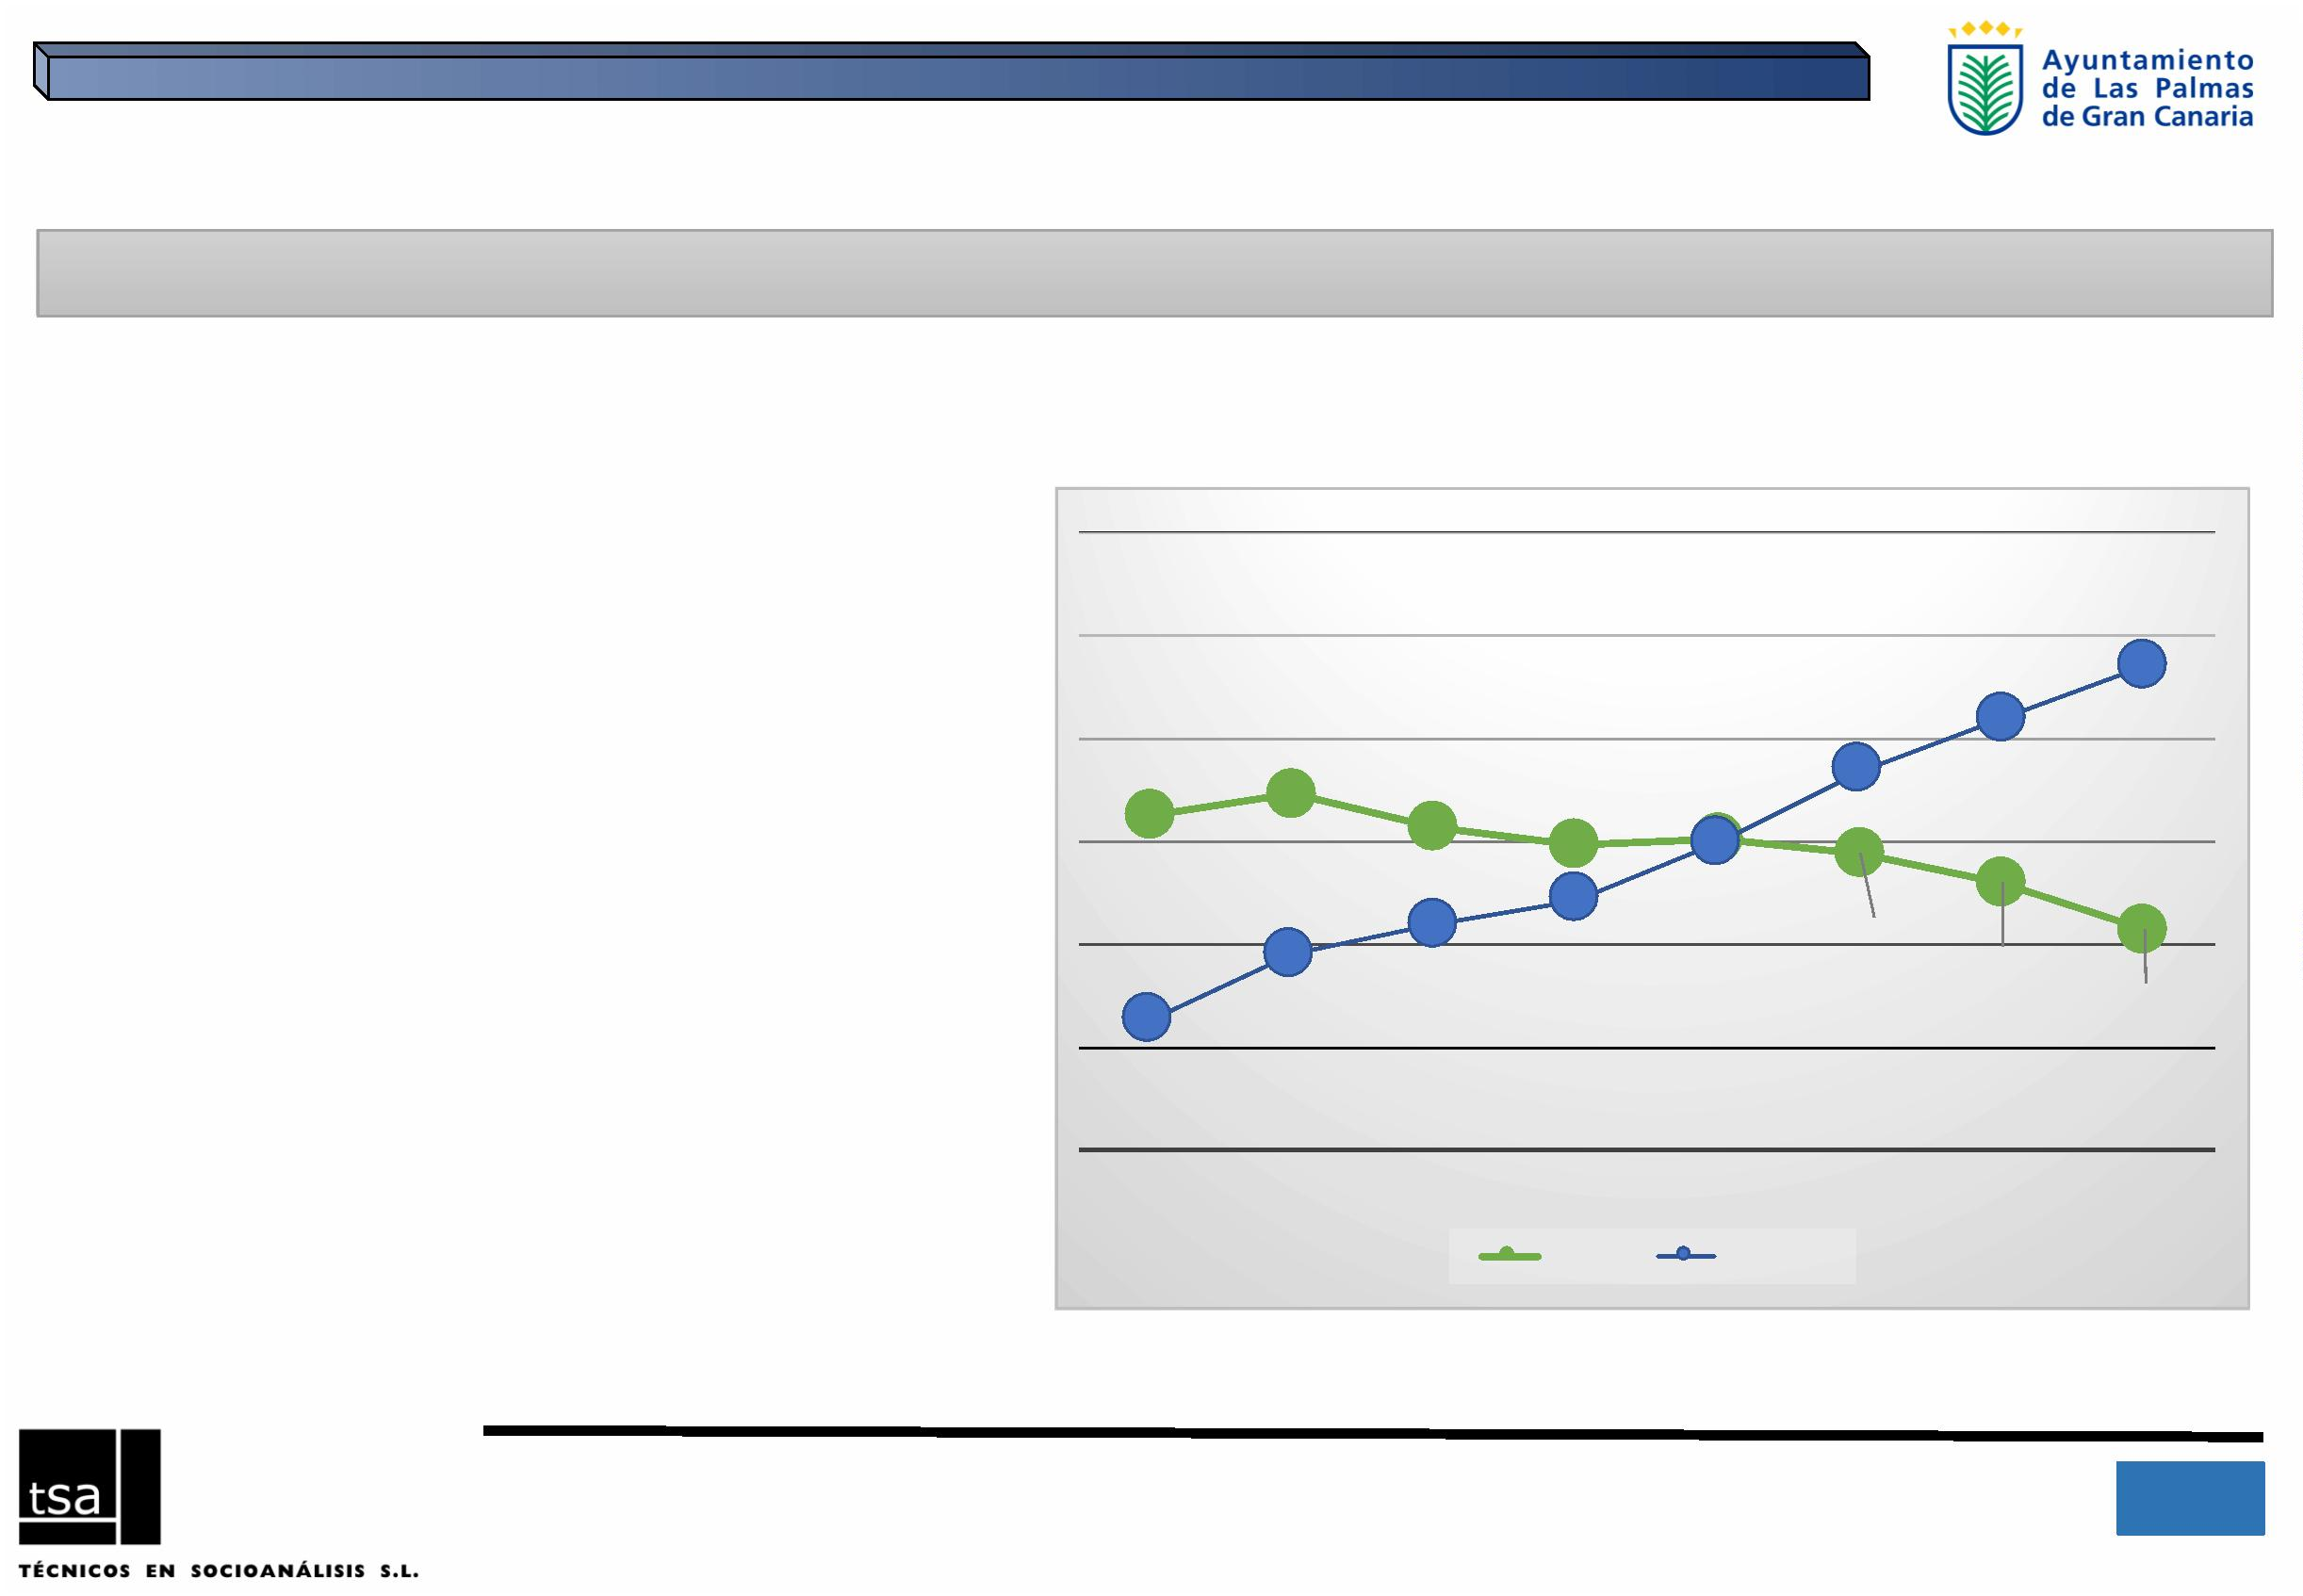 Ayuntamiento
de Las Palmas
de Gran Canaria
tsa
TÉCNICOS EN SOCIOANÁLISIS S.L.